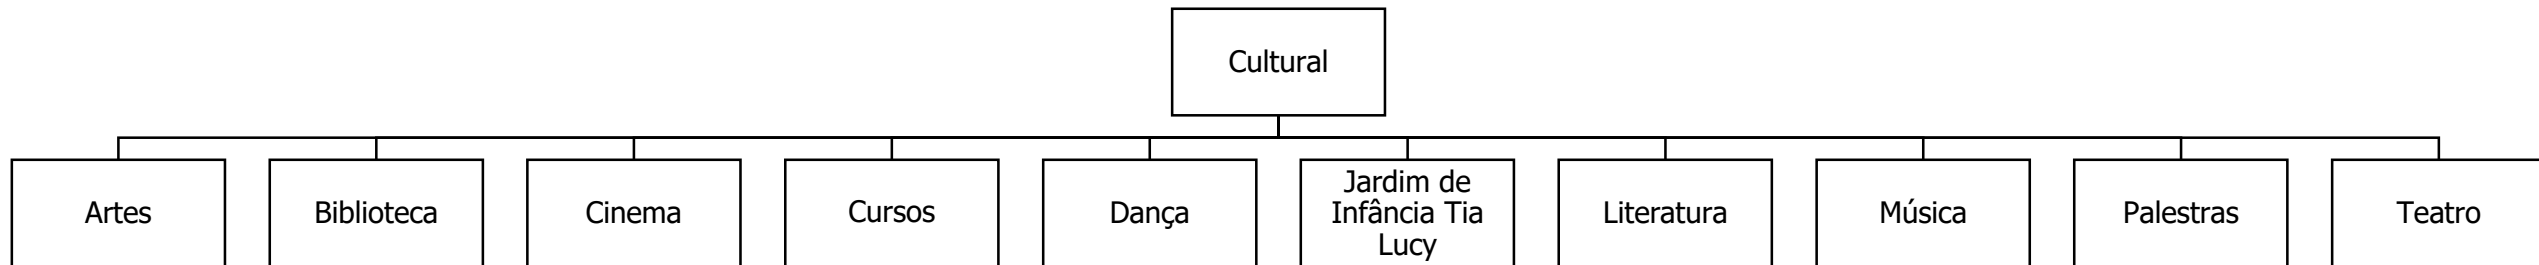 Cultural
Artes
Biblioteca
Cinema
Cursos
Dança
Jardim de
Infância Tia
Lucy
Literatura
Música
Palestras
Teatro